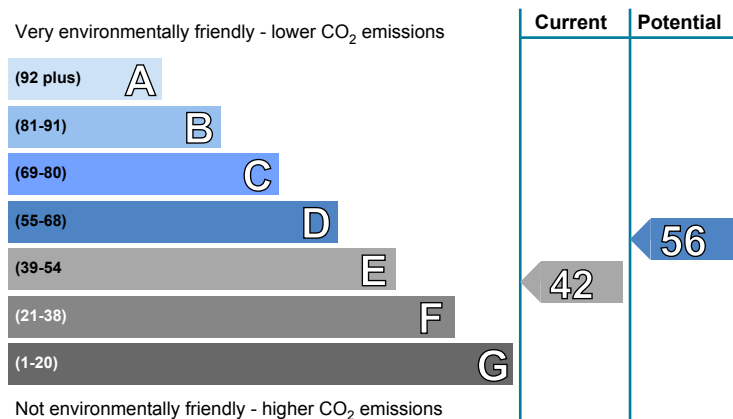 Very environmentally friendly - lower CO2 emissions
Current
Potential
(92 plus) A
(81-91) B
(69-80) C
(55-68) D
56
(39-54 E
42
(21-38) F
(1-20) G
Not environmentally friendly - higher CO2 emissions